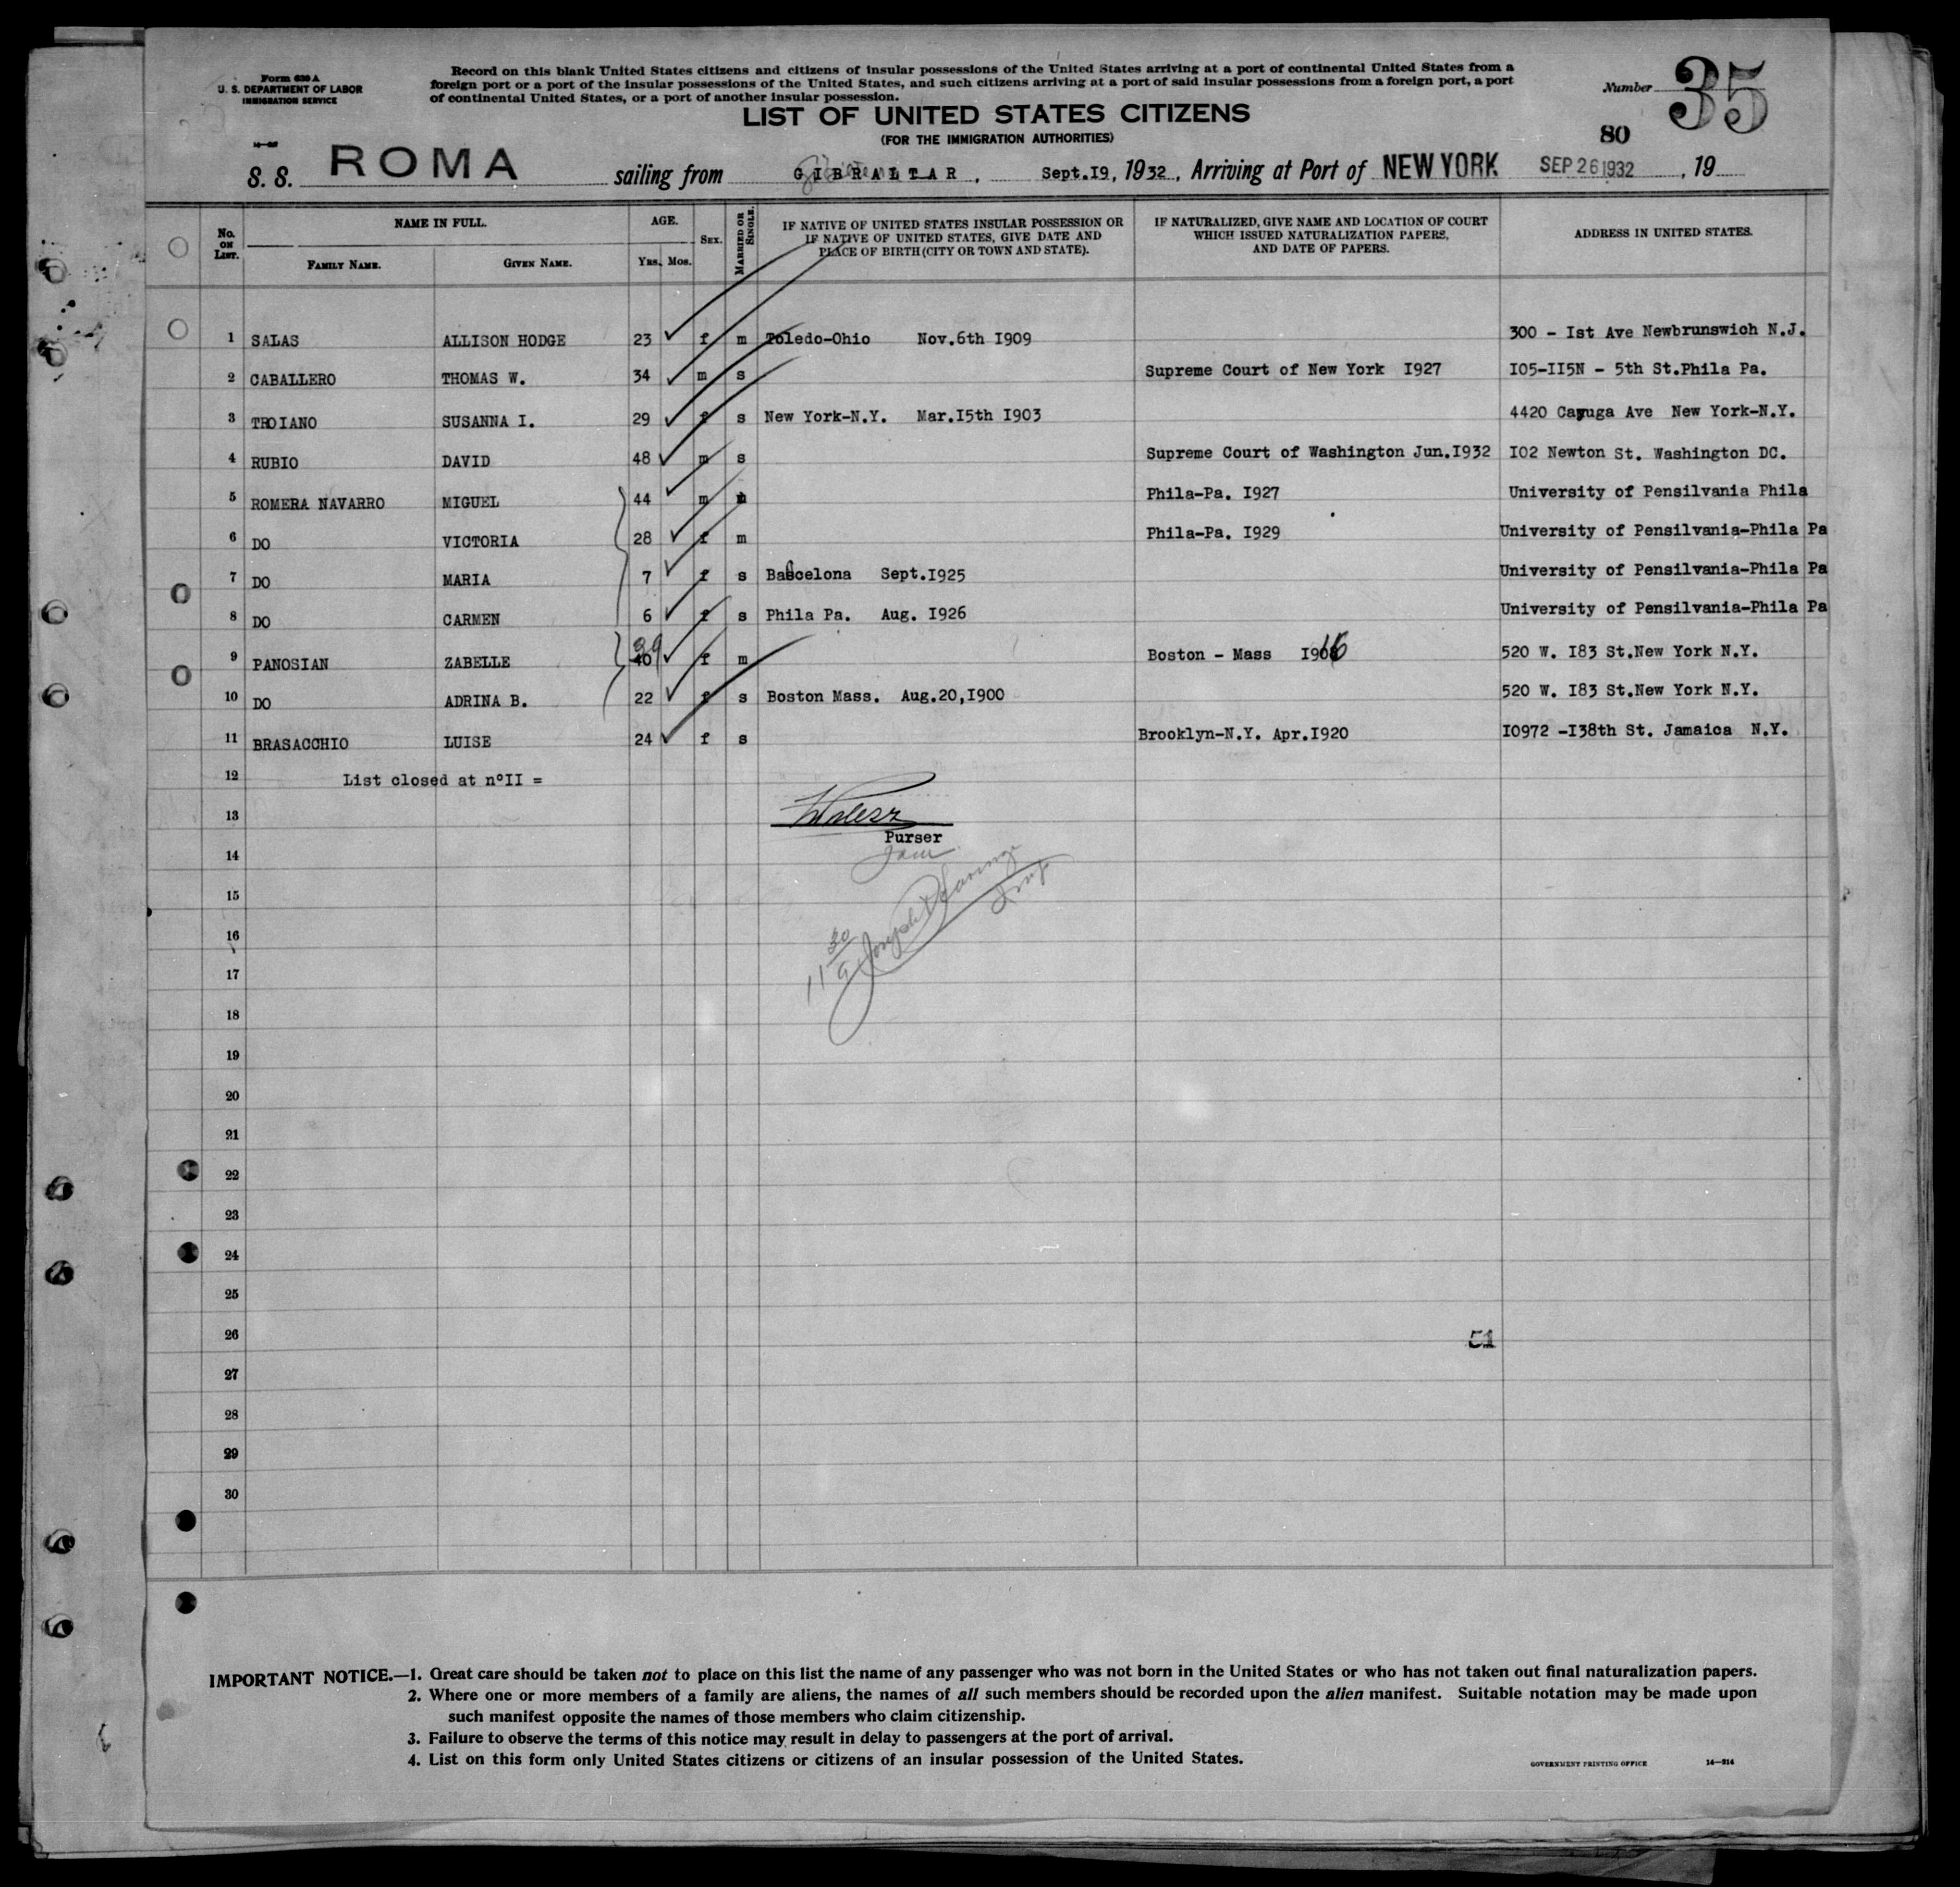 Form 630 A
U. S. DEPARTMENT OF LABOR
IMMIGRATION SERVICE
Record on this blank United States citizens and citizens of insular possessions of the United States arriving at a port of continental United States from a
foreign port or a port of the insular possessions of the United States, and such citizens arriving at a port of said insular possessions from a foreign port, a port
of continental United States, or a port of another insular possession.
Number 35
LIST OF UNITED STATES CITIZENS
(FOR THE IMMIGRATION AUTHORITIES)
80
S. S. ROMA sailing from GIBRALTAR, Sept.I9, 1932, Arriving at Port of NEW YORK SEP 26 1932, 19
No. ON LIST. NAME IN FULL. FAMILY NAME. GIVEN NAME. AGE. YRS. MOS. SEX. MARRIED OR SINGLE. IF NATIVE OF UNITED STATES INSULAR POSSESSION OR IF NATIVE OF UNITED STATES, GIVE DATE AND PLACE OF BIRTH (CITY OR TOWN AND STATE). IF NATURALIZED, GIVE NAME AND LOCATION OF COURT WHICH ISSUED NATURALIZATION PAPERS, AND DATE OF PAPERS. ADDRESS IN UNITED STATES.
1 SALAS ALLISON HODGE 23 f m Toledo-Ohio Nov.6th I909 300 - Ist Ave Newbrunswich N.J.
2 CABALLERO THOMAS W. 34 m s Supreme Court of New York I927 I05-II5N - 5th St.Phila Pa.
3 TROIANO SUSANNA I. 29 f s New York-N.Y. Mar.I5th I903 4420 Cayuga Ave New York-N.Y.
4 RUBIO DAVID 48 m s Supreme Court of Washington Jun.I932 I02 Newton St. Washington DC.
5 ROMERA NAVARRO MIGUEL 44 m m Phila-Pa. I927 University of Pensilvania Phila
6 DO VICTORIA 28 f m Phila-Pa. I929 University of Pensilvania-Phila Pa
7 DO MARIA 7 f s Barcelona Sept.I925 University of Pensilvania-Phila Pa
8 DO CARMEN 6 f s Phila Pa. Aug. I926 University of Pensilvania-Phila Pa
9 PANOSIAN ZABELLE 40 39 f m Boston - Mass I916 520 W. I83 St.New York N.Y.
10 DO ADRINA B. 22 f s Boston Mass. Aug.20,I900 520 W. I83 St.New York N.Y.
11 BRASACCHIO LUISE 24 f s Brooklyn-N.Y. Apr.I920 I0972 -I38th St. Jamaica N.Y.
12 List closed at n°II =
13
Purser
14
15
16
17
18
19
20
21
22
23
24
25
26 51
27
28
29
30
IMPORTANT NOTICE.—1. Great care should be taken not to place on this list the name of any passenger who was not born in the United States or who has not taken out final naturalization papers.
2. Where one or more members of a family are aliens, the names of all such members should be recorded upon the alien manifest. Suitable notation may be made upon
such manifest opposite the names of those members who claim citizenship.
3. Failure to observe the terms of this notice may result in delay to passengers at the port of arrival.
4. List on this form only United States citizens or citizens of an insular possession of the United States.
GOVERNMENT PRINTING OFFICE 14—214